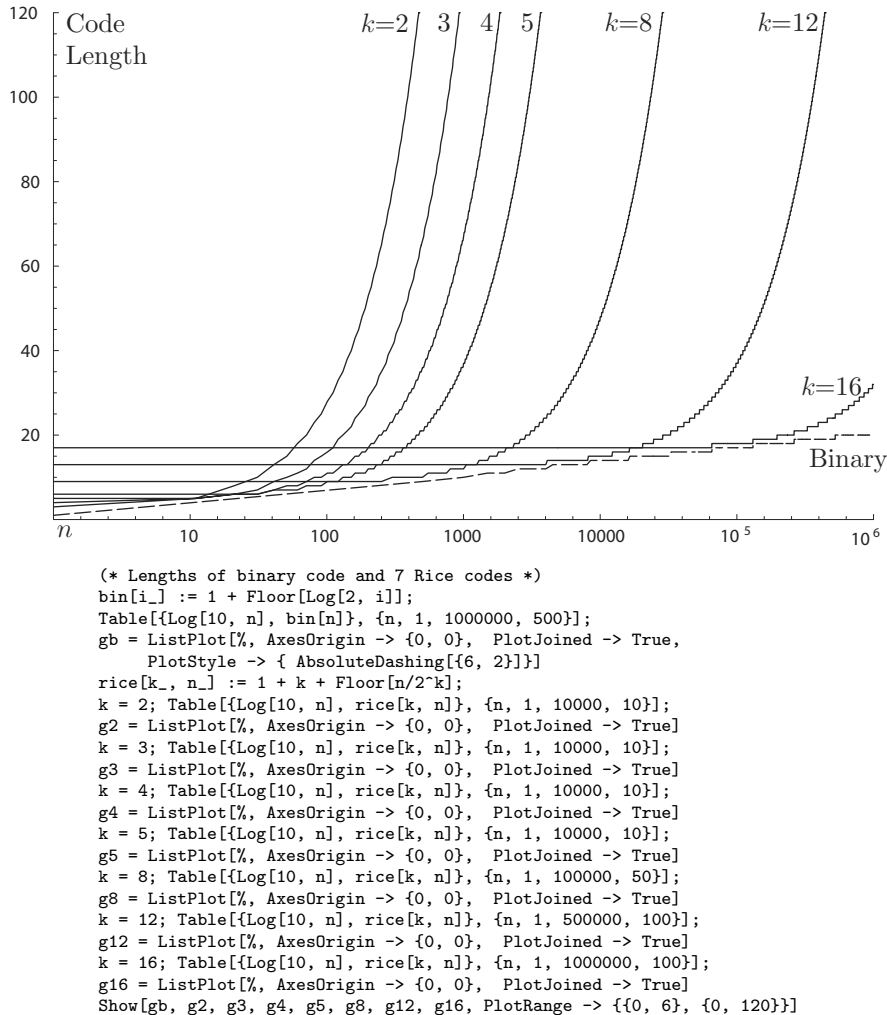 120
Code
Length
k=2
3
4
5
k=8
k=12
100
80
60
40
k=16
20
Binary
n
10
100
1000
10000
10 5
10 6
(* Lengths of binary code and 7 Rice codes *)
bin[i_] := 1 + Floor[Log[2, i]];
Table[{Log[10, n], bin[n]}, {n, 1, 1000000, 500}];
gb = ListPlot[%, AxesOrigin -> {0, 0}, PlotJoined -> True,
PlotStyle -> { AbsoluteDashing[{6, 2}]}]
rice[k_, n_] := 1 + k + Floor[n/2^k];
k = 2; Table[{Log[10, n], rice[k, n]}, {n, 1, 10000, 10}];
g2 = ListPlot[%, AxesOrigin -> {0, 0}, PlotJoined -> True]
k = 3; Table[{Log[10, n], rice[k, n]}, {n, 1, 10000, 10}];
g3 = ListPlot[%, AxesOrigin -> {0, 0}, PlotJoined -> True]
k = 4; Table[{Log[10, n], rice[k, n]}, {n, 1, 10000, 10}];
g4 = ListPlot[%, AxesOrigin -> {0, 0}, PlotJoined -> True]
k = 5; Table[{Log[10, n], rice[k, n]}, {n, 1, 10000, 10}];
g5 = ListPlot[%, AxesOrigin -> {0, 0}, PlotJoined -> True]
k = 8; Table[{Log[10, n], rice[k, n]}, {n, 1, 100000, 50}];
g8 = ListPlot[%, AxesOrigin -> {0, 0}, PlotJoined -> True]
k = 12; Table[{Log[10, n], rice[k, n]}, {n, 1, 500000, 100}];
g12 = ListPlot[%, AxesOrigin -> {0, 0}, PlotJoined -> True]
k = 16; Table[{Log[10, n], rice[k, n]}, {n, 1, 1000000, 100}];
g16 = ListPlot[%, AxesOrigin -> {0, 0}, PlotJoined -> True]
Show[gb, g2, g3, g4, g5, g8, g12, g16, PlotRange -> {{0, 6}, {0, 120}}]